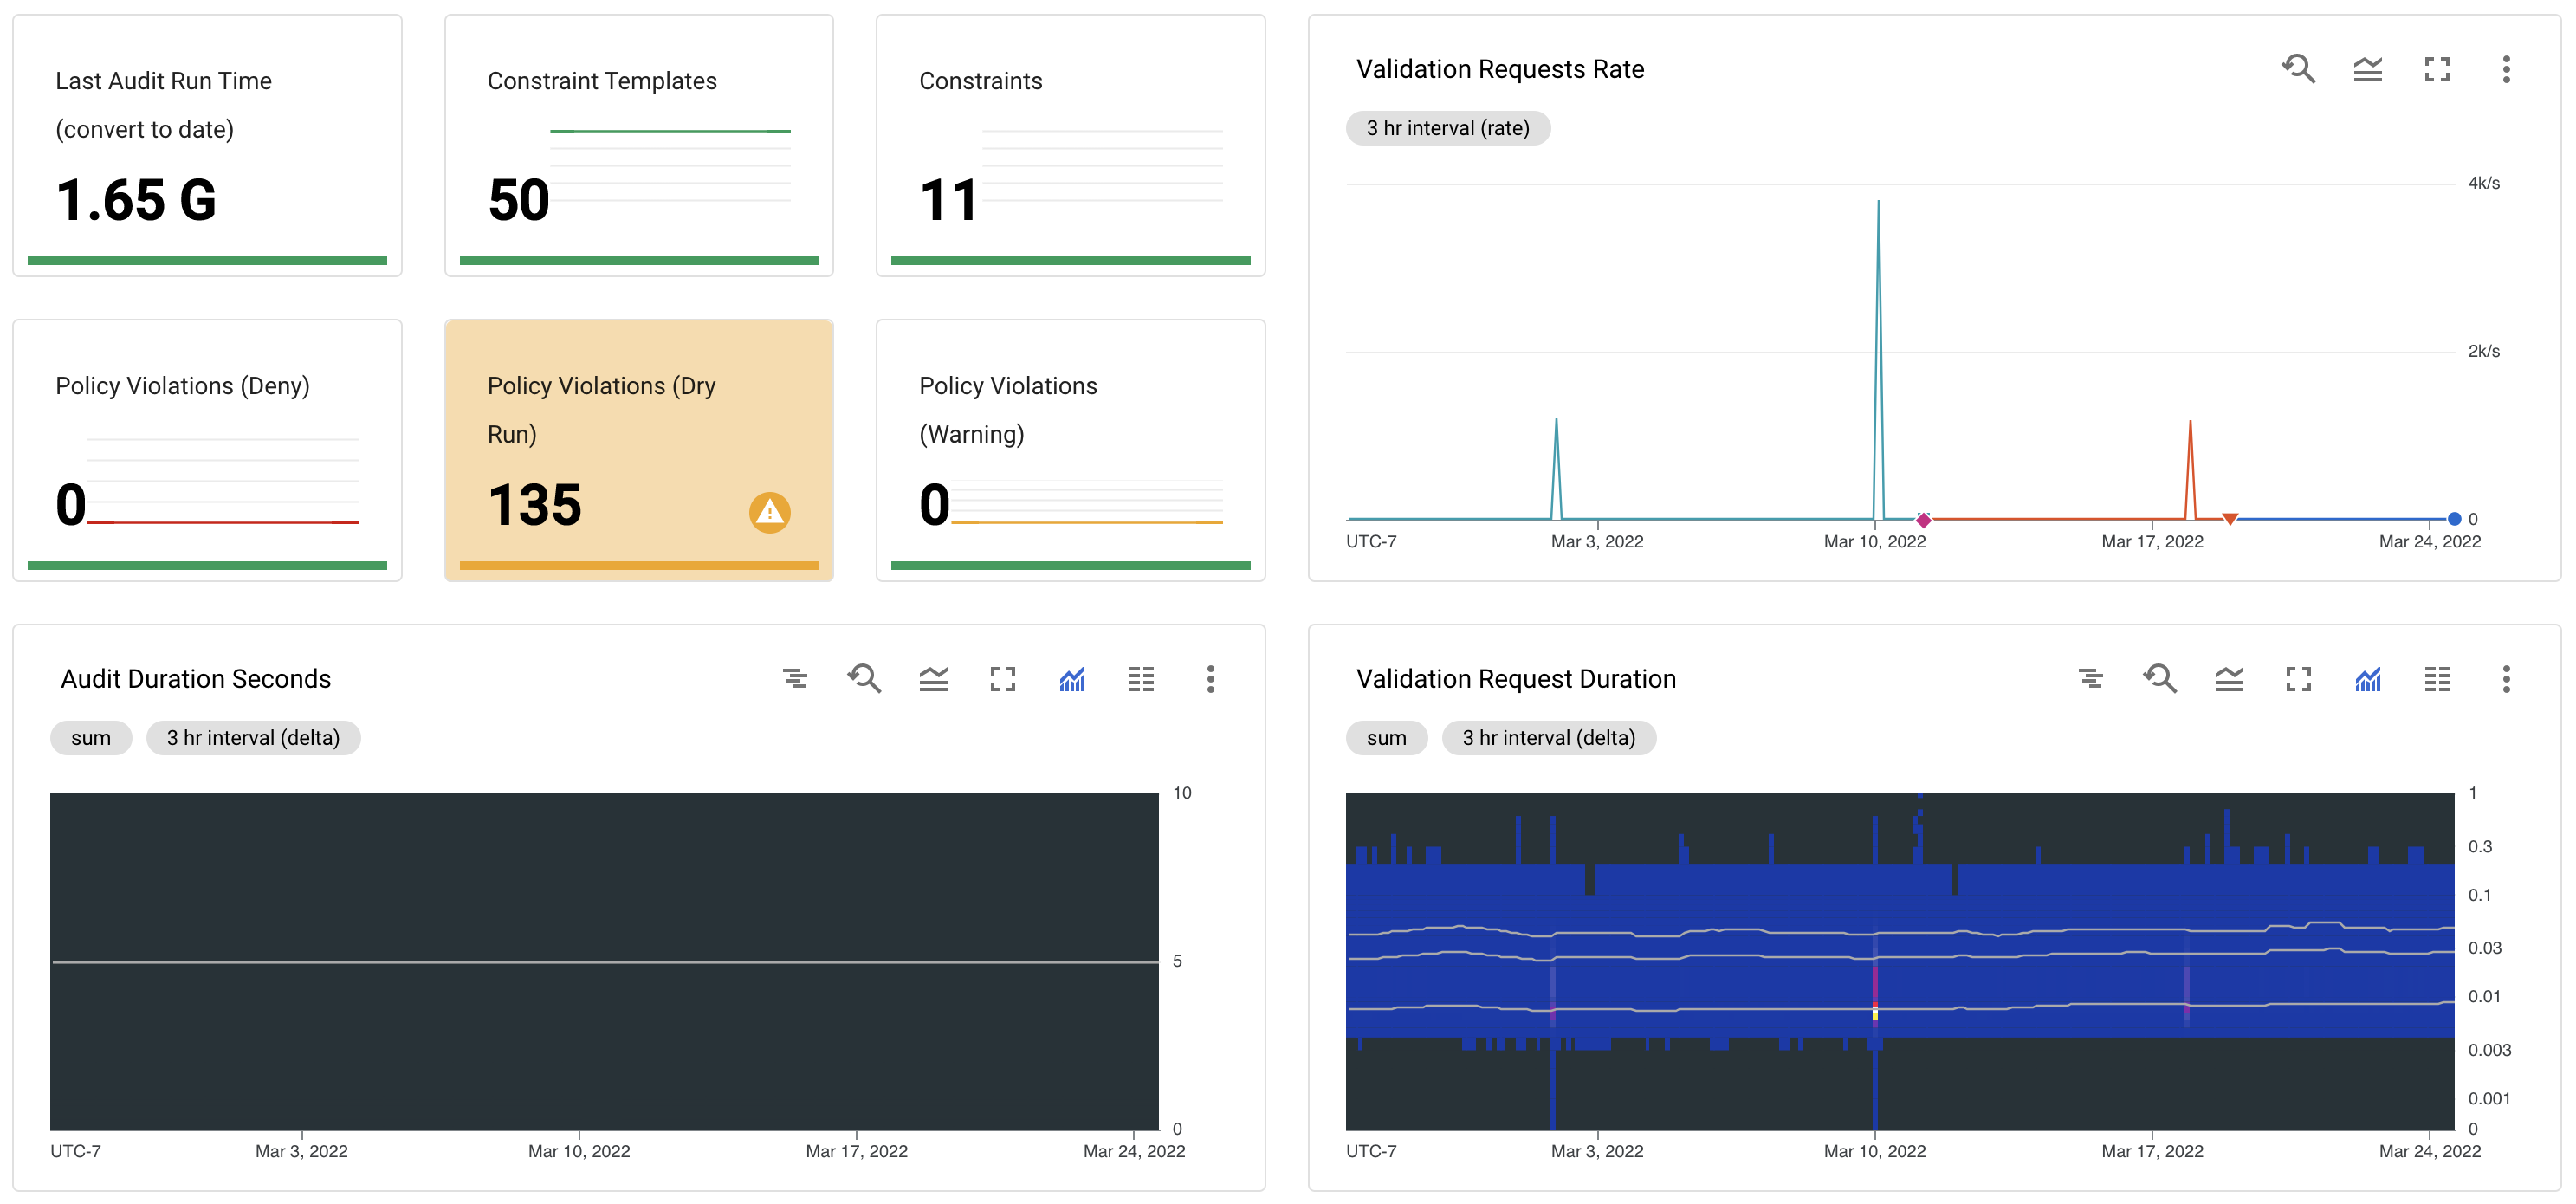 Last Audit Run Time
(convert to date)
1.65 G
Constraint Templates
50
Constraints
11
Policy Violations (Deny)
0
Policy Violations (Dry
Run)
135
Policy Violations
(Warning)
0
Validation Requests Rate
3 hr interval (rate)
4k/s
2k/s
0
UTC-7
Mar 3, 2022
Mar 10, 2022
Mar 17, 2022
Mar 24, 2022
Audit Duration Seconds
sum
3 hr interval (delta)
10
5
0
UTC-7
Mar 3, 2022
Mar 10, 2022
Mar 17, 2022
Mar 24, 2022
Validation Request Duration
sum
3 hr interval (delta)
1
0.3
0.1
0.03
0.01
0.003
0.001
0
UTC-7
Mar 3, 2022
Mar 10, 2022
Mar 17, 2022
Mar 24, 2022